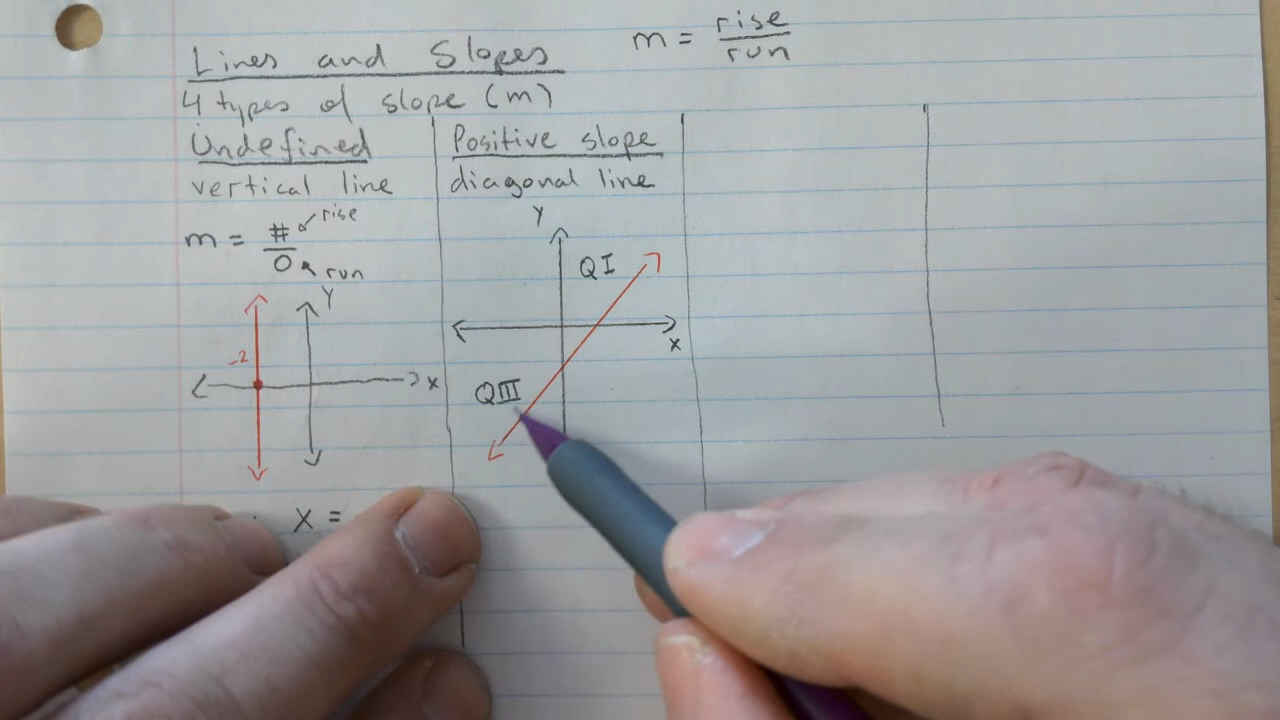 Lines and Slopes
m = rise/run
4 types of slope (m)
Undefined
vertical line
m = #/0
rise
run
Y
-2
X
X =
Positive slope
diagonal line
Y
QI
X
QIII